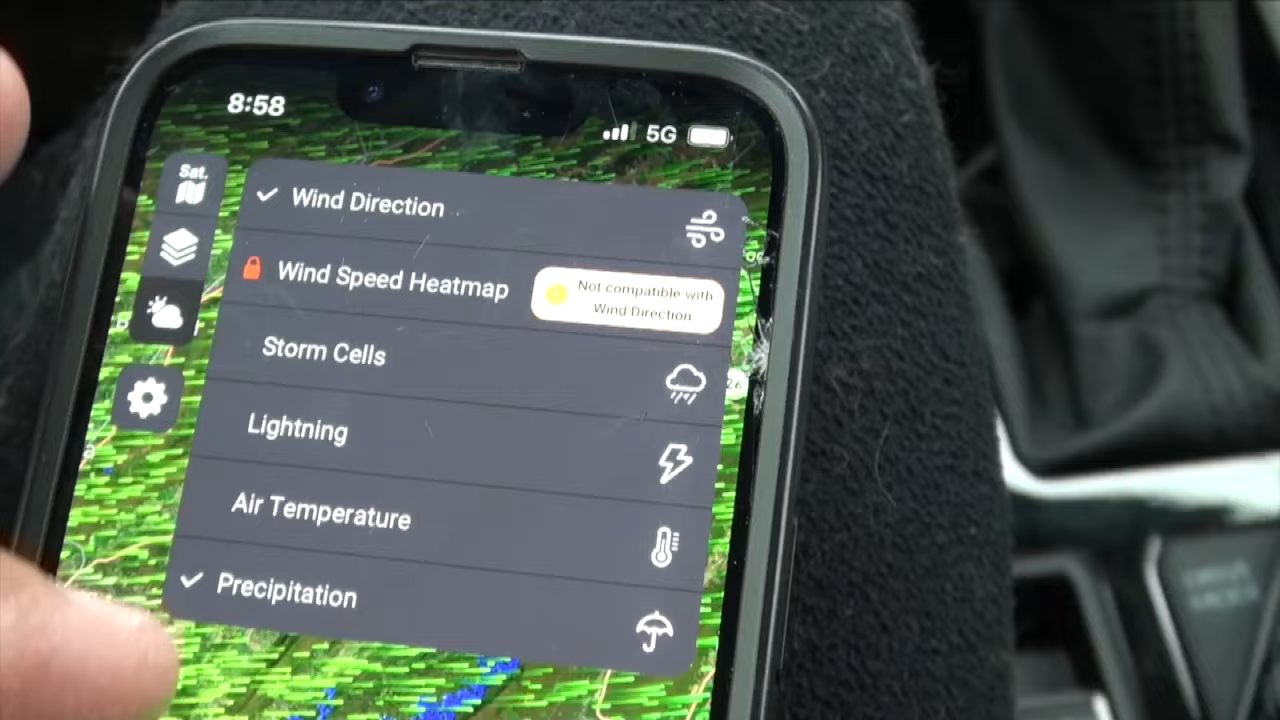 8:58
5G
Sat.
Wind Direction
Wind Speed Heatmap
Not compatible with
Wind Direction
Storm Cells
26
Lightning
Air Temperature
Precipitation